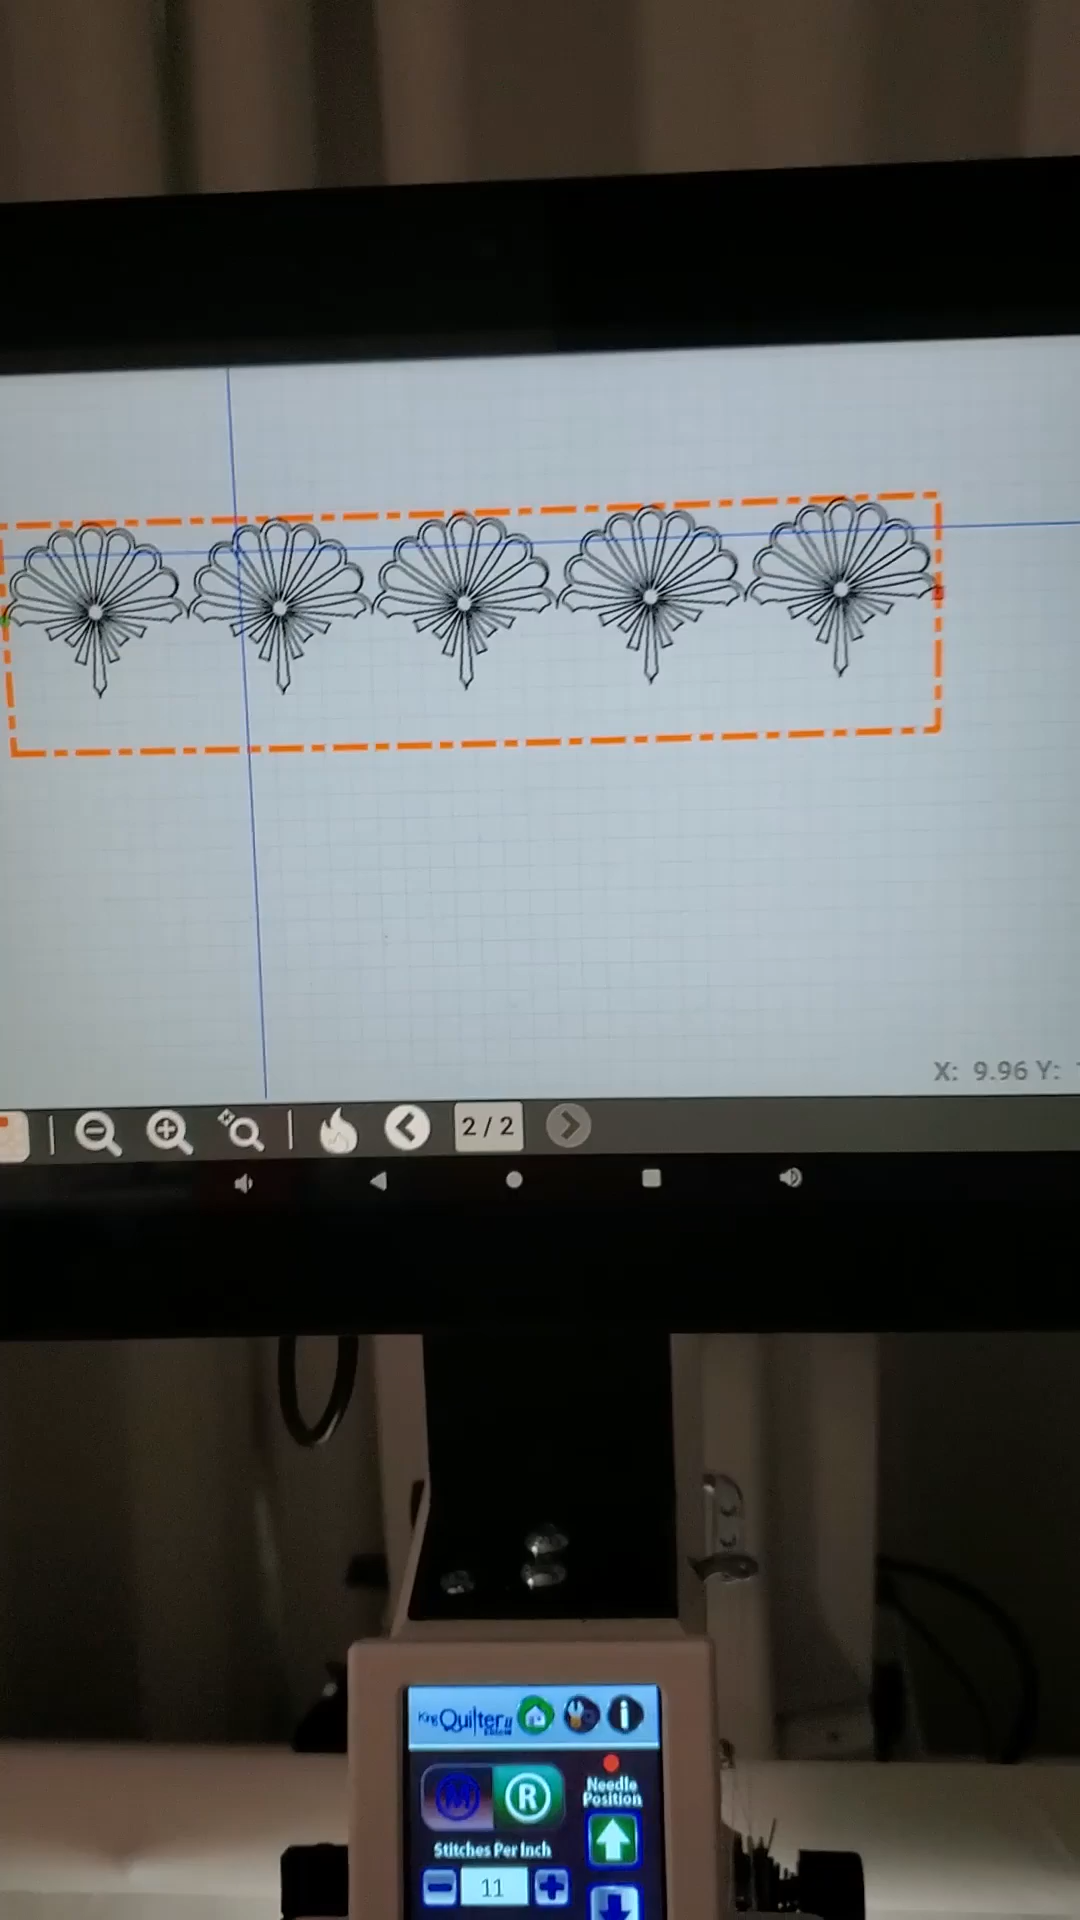 X: 9.96 Y:
2 / 2
King Quilter II
M R
Needle
Position
Stitches Per Inch
11